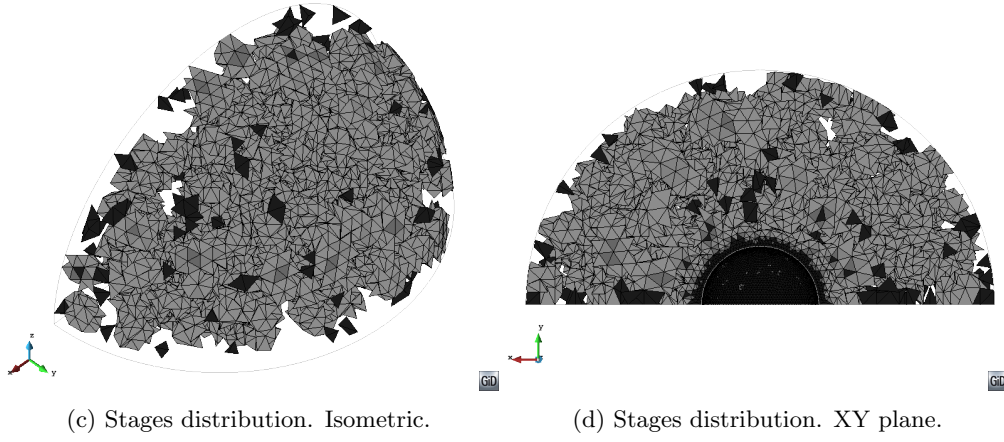 z
x
y
GiD
y
x
z
GiD
(c) Stages distribution. Isometric.
(d) Stages distribution. XY plane.